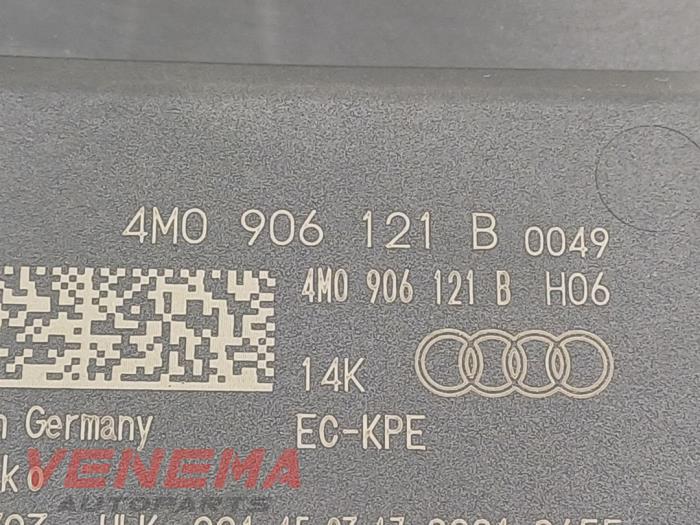 4M0 906 121 B 0049
4M0 906 121 B H06
14K
Germany EC-KPE
VENEMA
AUTOPARTS